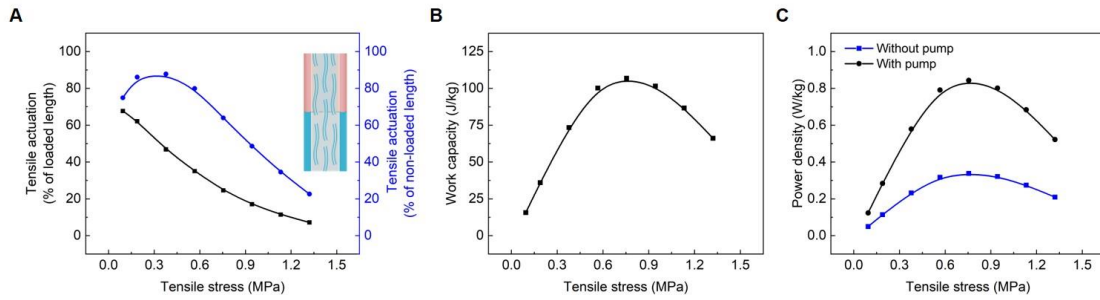 A
Tensile actuation
(% of loaded length)
100
80
60
40
20
0
0.0 0.3 0.6 0.9 1.2 1.5
Tensile stress (MPa)
100
80
60
40
20
0
Tensile actuation
(% of non-loaded length)
B
Work capacity (J/kg)
125
100
75
50
25
0
0.0 0.3 0.6 0.9 1.2 1.5
Tensile stress (MPa)
C
Without pump
With pump
Power density (W/kg)
1.0
0.8
0.6
0.4
0.2
0.0
0.0 0.3 0.6 0.9 1.2 1.5
Tensile stress (MPa)